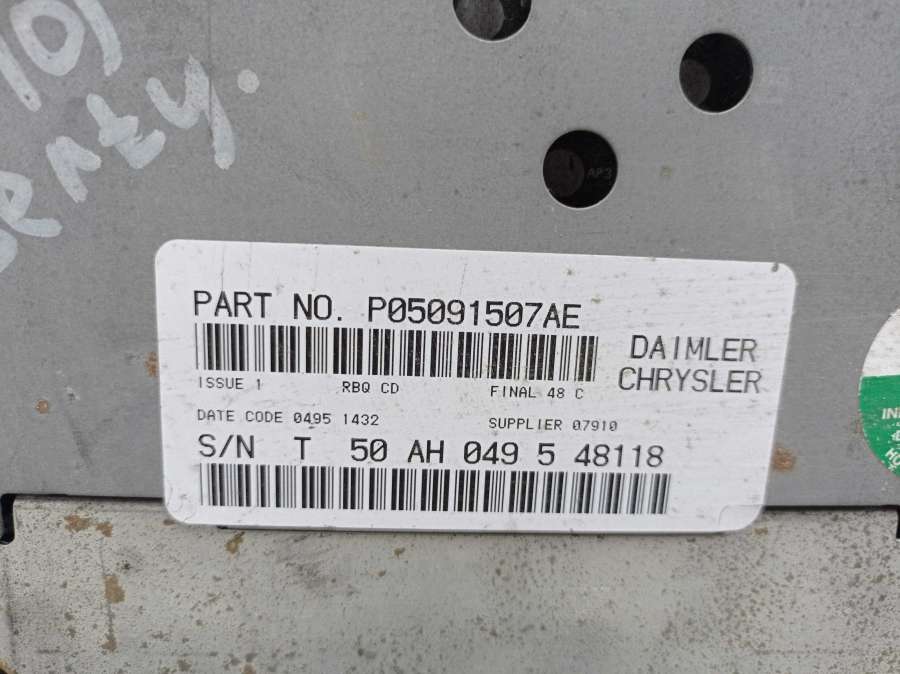 AP3
PART NO. P05091507AE
DAIMLER
CHRYSLER
ISSUE 1 RBQ CD FINAL 48 C
DATE CODE 0495 1432 SUPPLIER 07910
S/N T 50 AH 049 5 48118